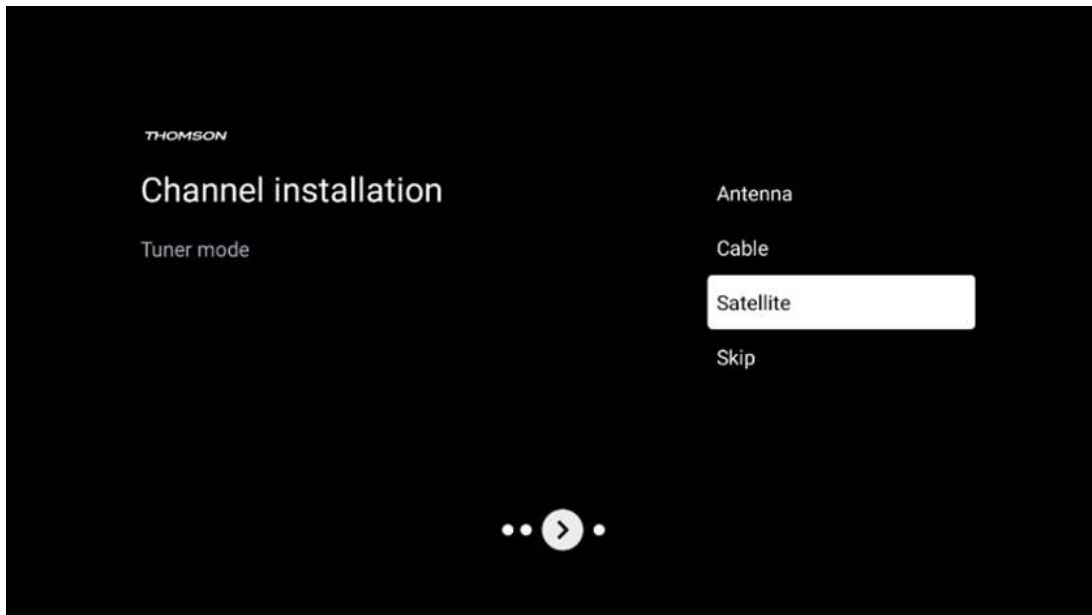 THOMSON
Channel installation
Tuner mode
Antenna
Cable
Satellite
Skip